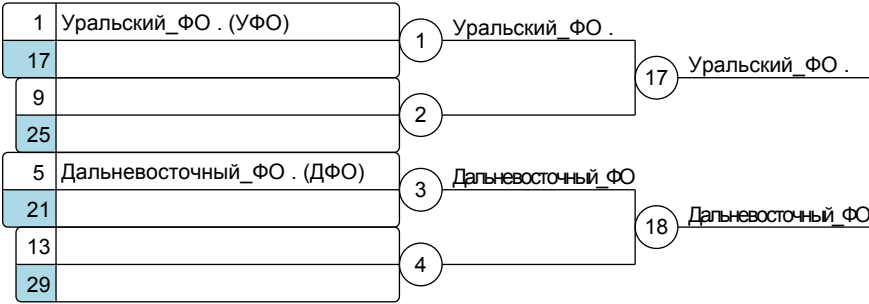 1 Уральский_ФО . (УФО)
1 Уральский_ФО .
17
17 Уральский_ФО .
9
2
25
5 Дальневосточный_ФО . (ДФО)
3 Дальневосточный_ФО
21
18 Дальневосточный_ФО
13
4
29